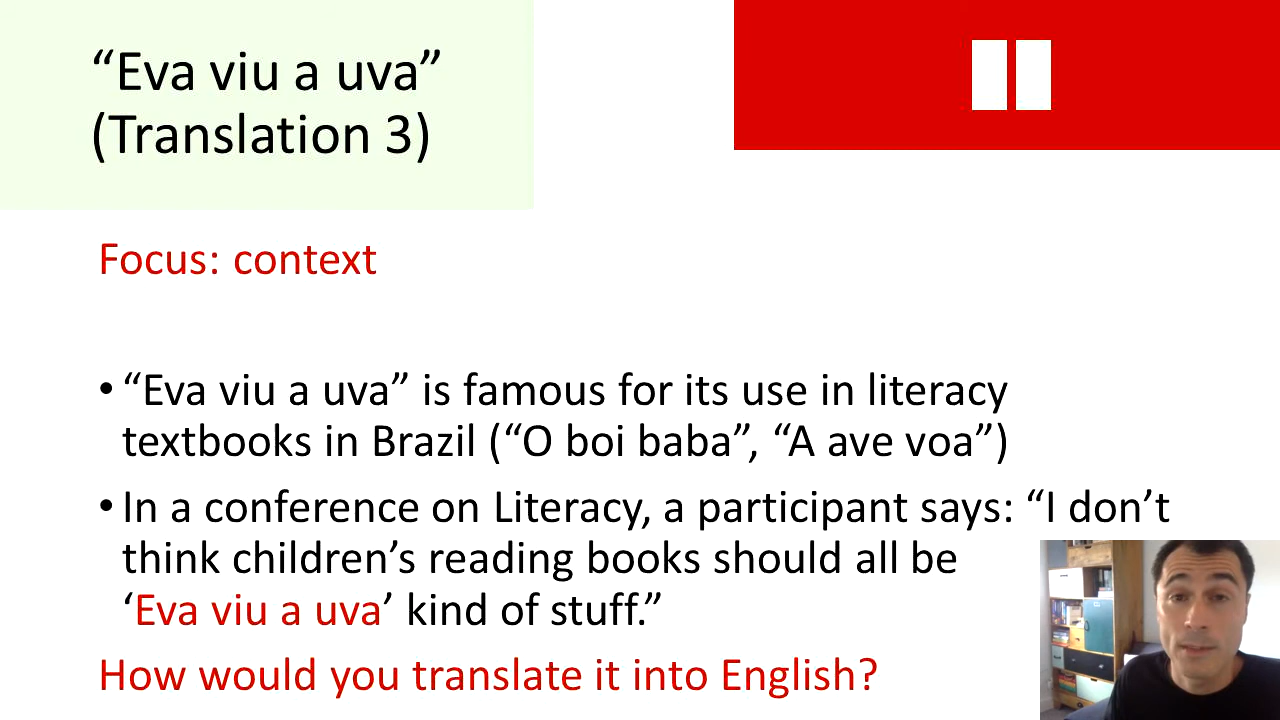 “Eva viu a uva”
(Translation 3)
Focus: context
• “Eva viu a uva” is famous for its use in literacy
textbooks in Brazil (“O boi baba”, “A ave voa”)
• In a conference on Literacy, a participant says: “I don’t
think children’s reading books should all be
‘Eva viu a uva’ kind of stuff.”
How would you translate it into English?